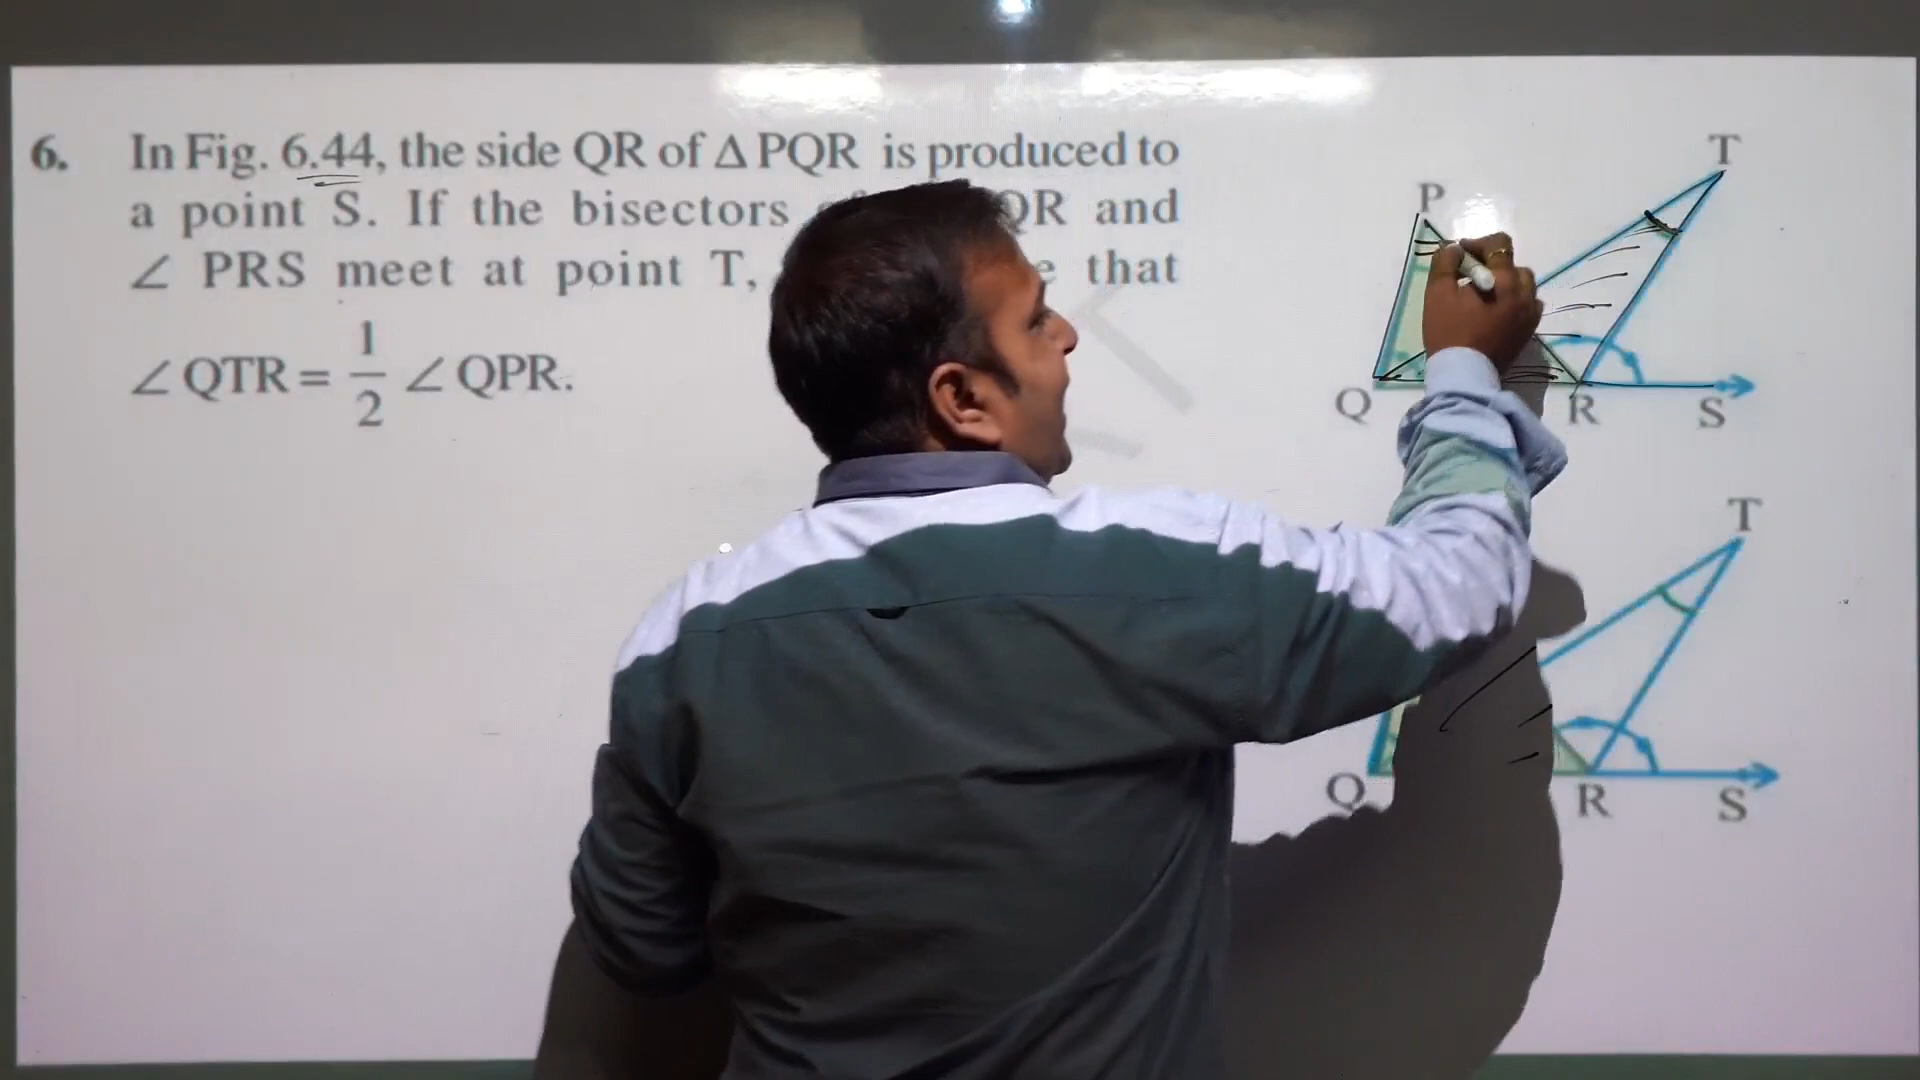 6. In Fig. 6.44, the side QR of Δ PQR is produced to
a point S. If the bisectors QR and
∠ PRS meet at point T, that
∠QTR = 1/2 ∠QPR.
T
P
Q R S
T
Q R S